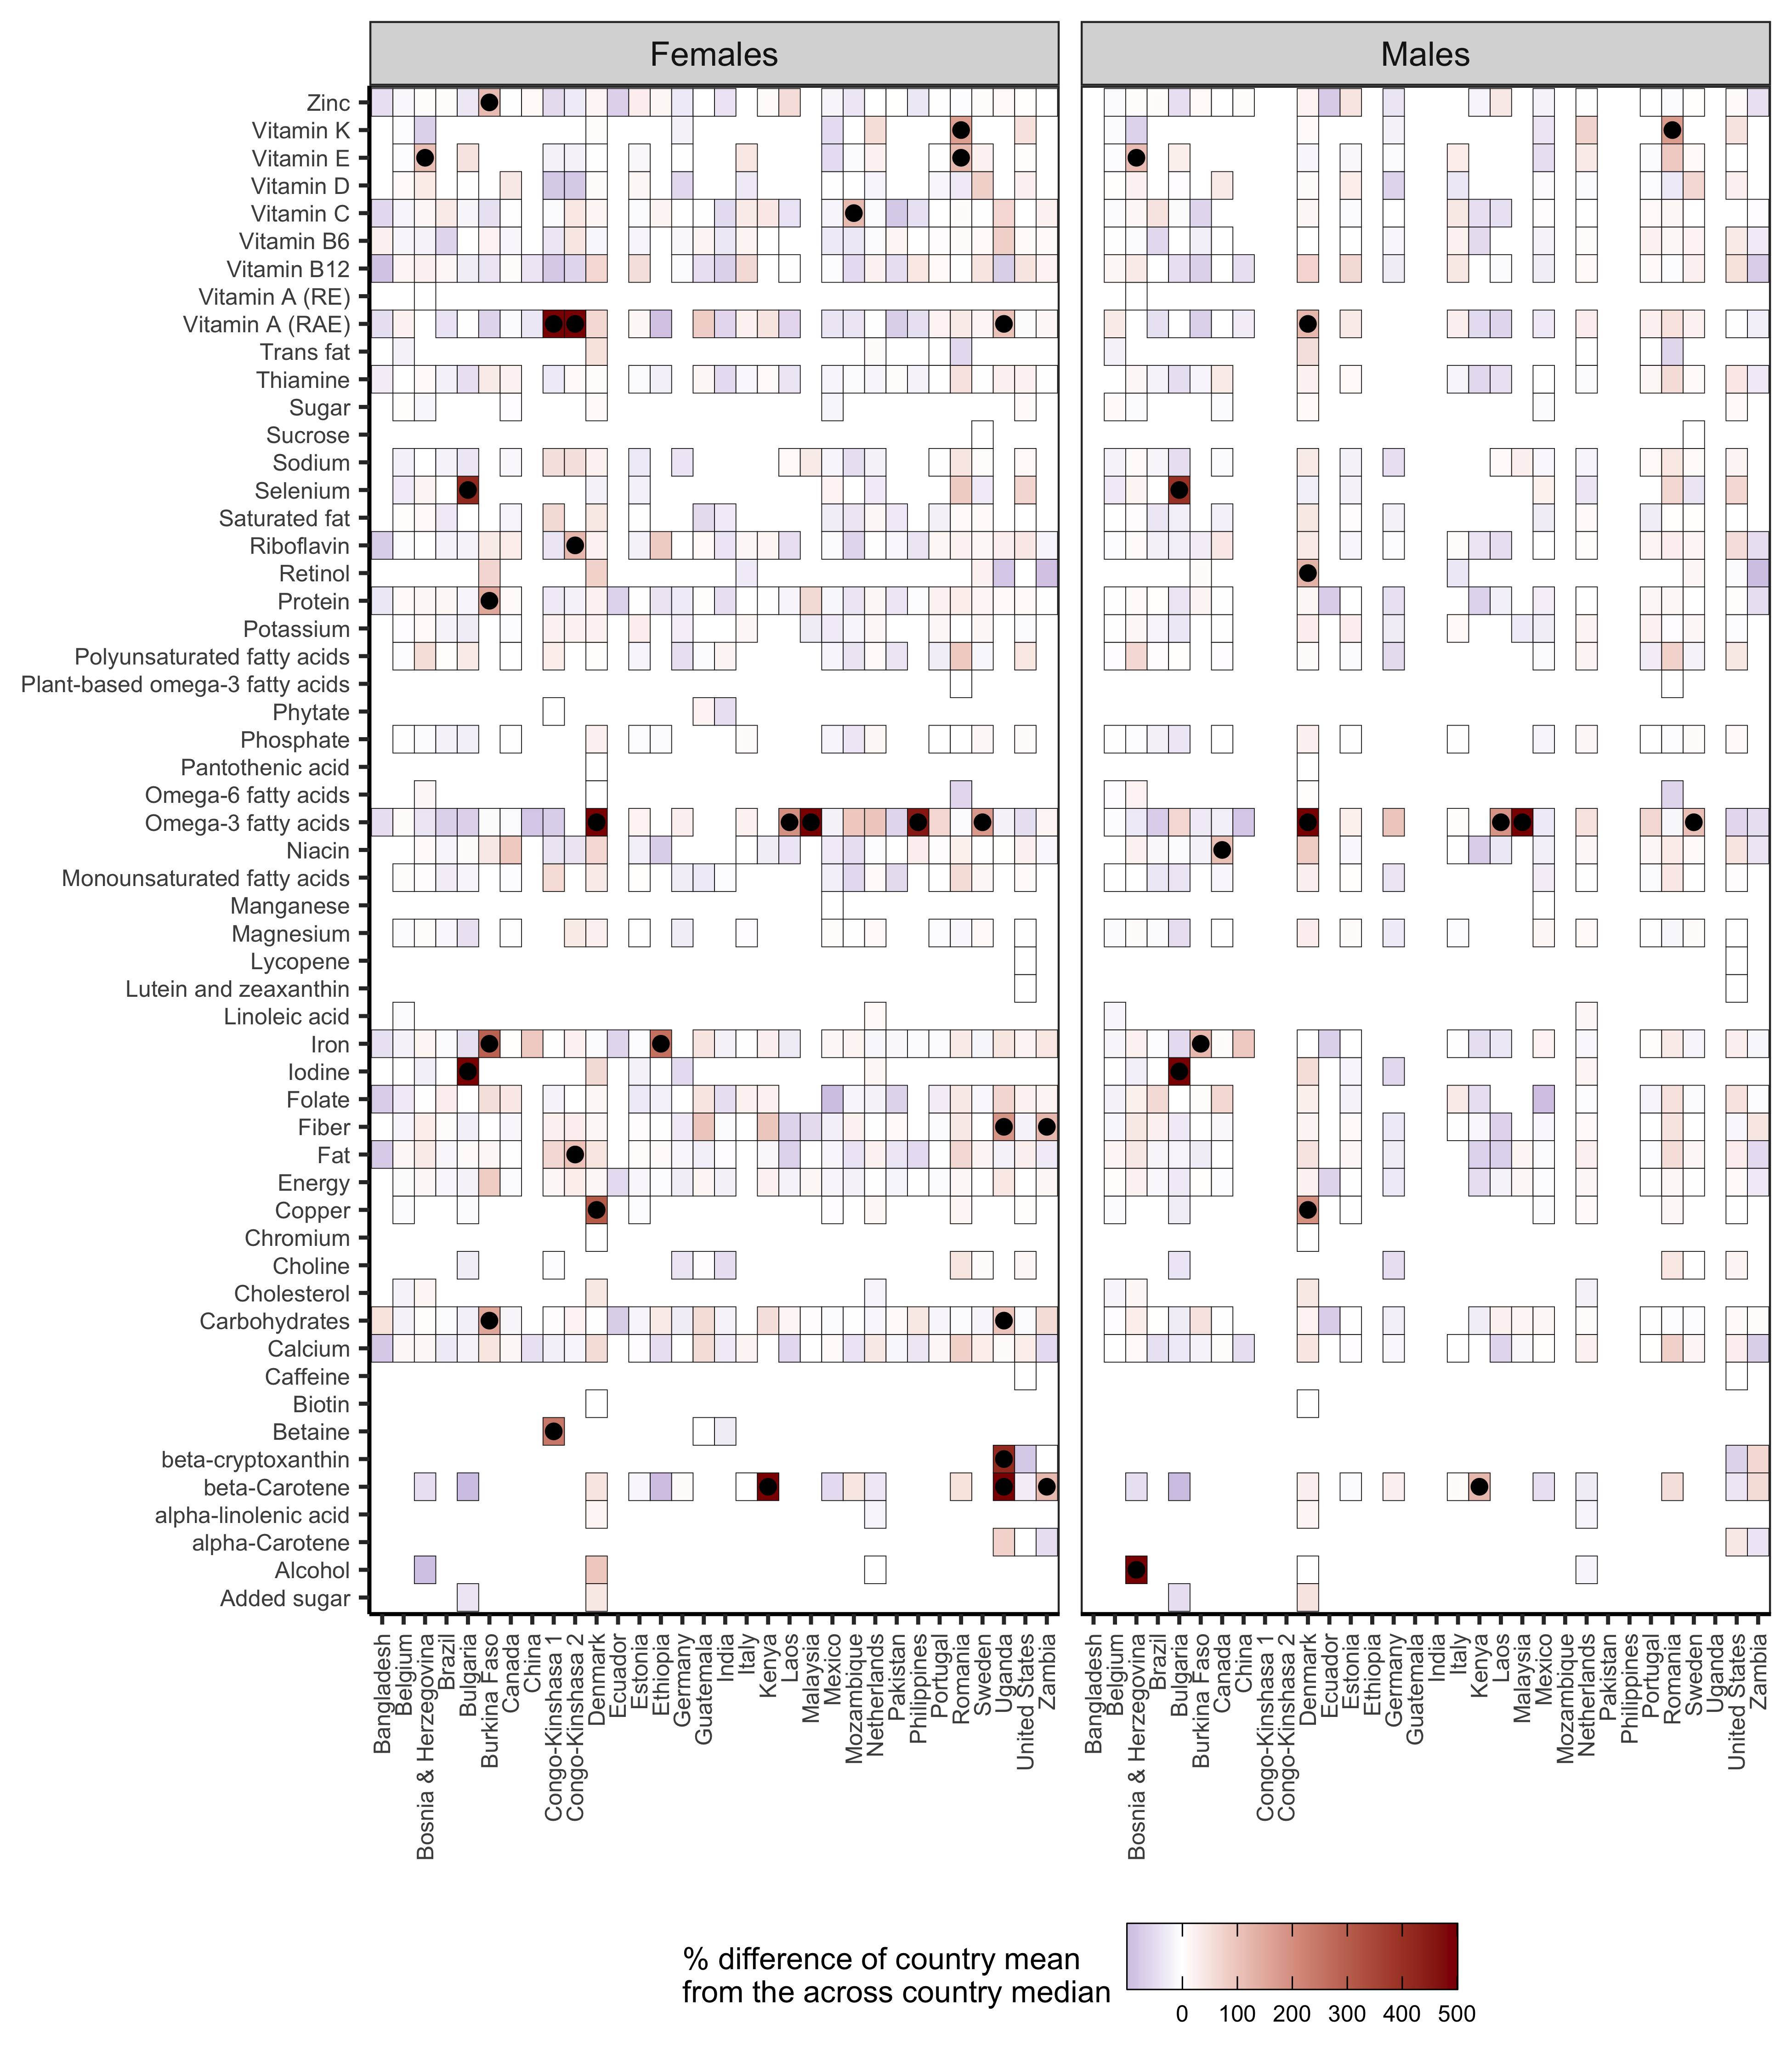 Females
Males
Zinc
Vitamin K
Vitamin E
Vitamin D
Vitamin C
Vitamin B6
Vitamin B12
Vitamin A (RE)
Vitamin A (RAE)
Trans fat
Thiamine
Sugar
Sucrose
Sodium
Selenium
Saturated fat
Riboflavin
Retinol
Protein
Potassium
Polyunsaturated fatty acids
Plant-based omega-3 fatty acids
Phytate
Phosphate
Pantothenic acid
Omega-6 fatty acids
Omega-3 fatty acids
Niacin
Monounsaturated fatty acids
Manganese
Magnesium
Lycopene
Lutein and zeaxanthin
Linoleic acid
Iron
Iodine
Folate
Fiber
Fat
Energy
Copper
Chromium
Choline
Cholesterol
Carbohydrates
Calcium
Caffeine
Biotin
Betaine
beta-cryptoxanthin
beta-Carotene
alpha-linolenic acid
alpha-Carotene
Alcohol
Added sugar
Bangladesh
Belgium
Bosnia & Herzegovina
Brazil
Bulgaria
Burkina Faso
Canada
China
Congo-Kinshasa 1
Congo-Kinshasa 2
Denmark
Ecuador
Estonia
Ethiopia
Germany
Guatemala
India
Italy
Kenya
Laos
Malaysia
Mexico
Mozambique
Netherlands
Pakistan
Philippines
Portugal
Romania
Sweden
Uganda
United States
Zambia
Bangladesh
Belgium
Bosnia & Herzegovina
Brazil
Bulgaria
Burkina Faso
Canada
China
Congo-Kinshasa 1
Congo-Kinshasa 2
Denmark
Ecuador
Estonia
Ethiopia
Germany
Guatemala
India
Italy
Kenya
Laos
Malaysia
Mexico
Mozambique
Netherlands
Pakistan
Philippines
Portugal
Romania
Sweden
Uganda
United States
Zambia
% difference of country mean
from the across country median
0 100 200 300 400 500